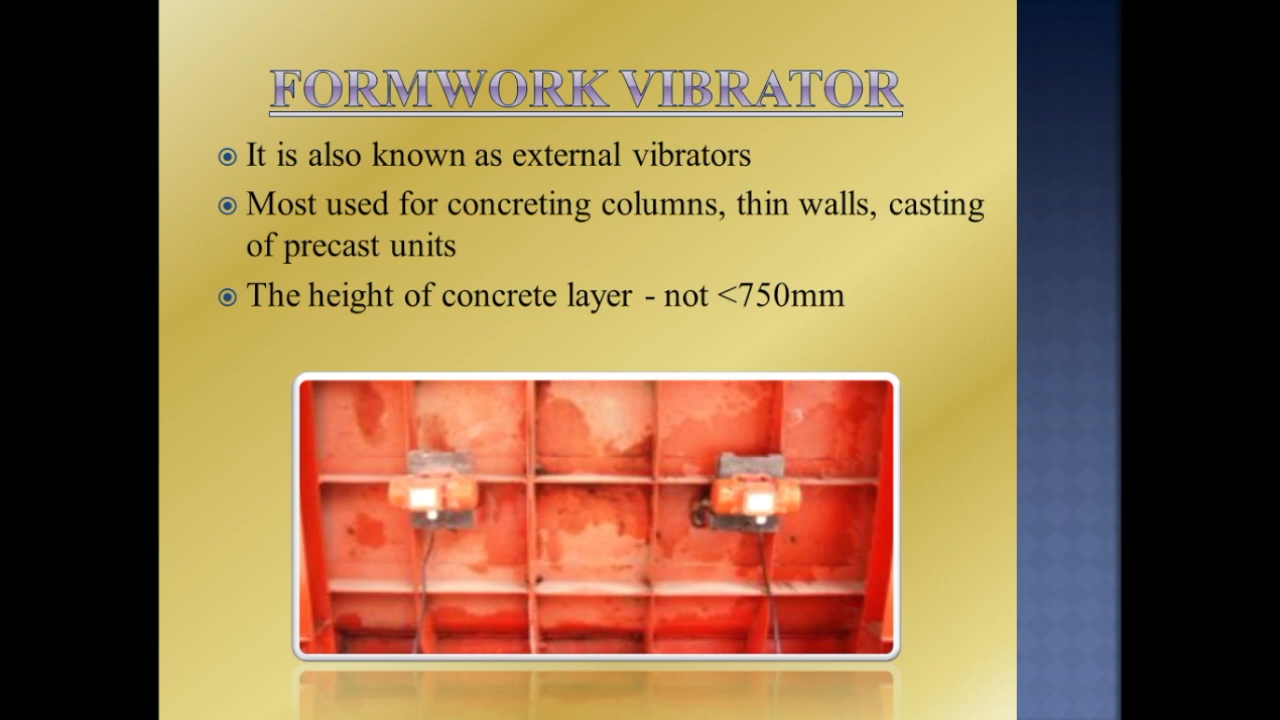 FORMWORK VIBRATOR
It is also known as external vibrators
Most used for concreting columns, thin walls, casting
of precast units
The height of concrete layer - not <750mm